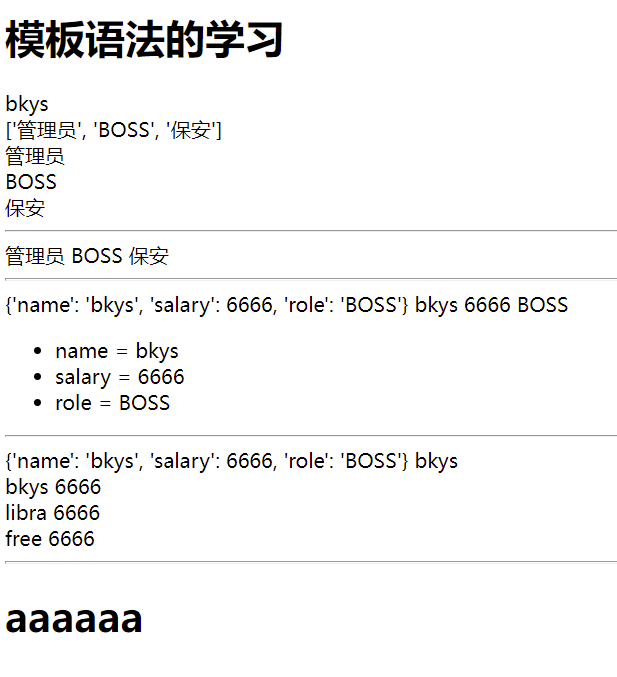 模板语法的学习
bkys
['管理员', 'BOSS', '保安']
管理员
BOSS
保安
管理员 BOSS 保安
{'name': 'bkys', 'salary': 6666, 'role': 'BOSS'} bkys 6666 BOSS
• name = bkys
• salary = 6666
• role = BOSS
{'name': 'bkys', 'salary': 6666, 'role': 'BOSS'} bkys
bkys 6666
libra 6666
free 6666
aaaaaa